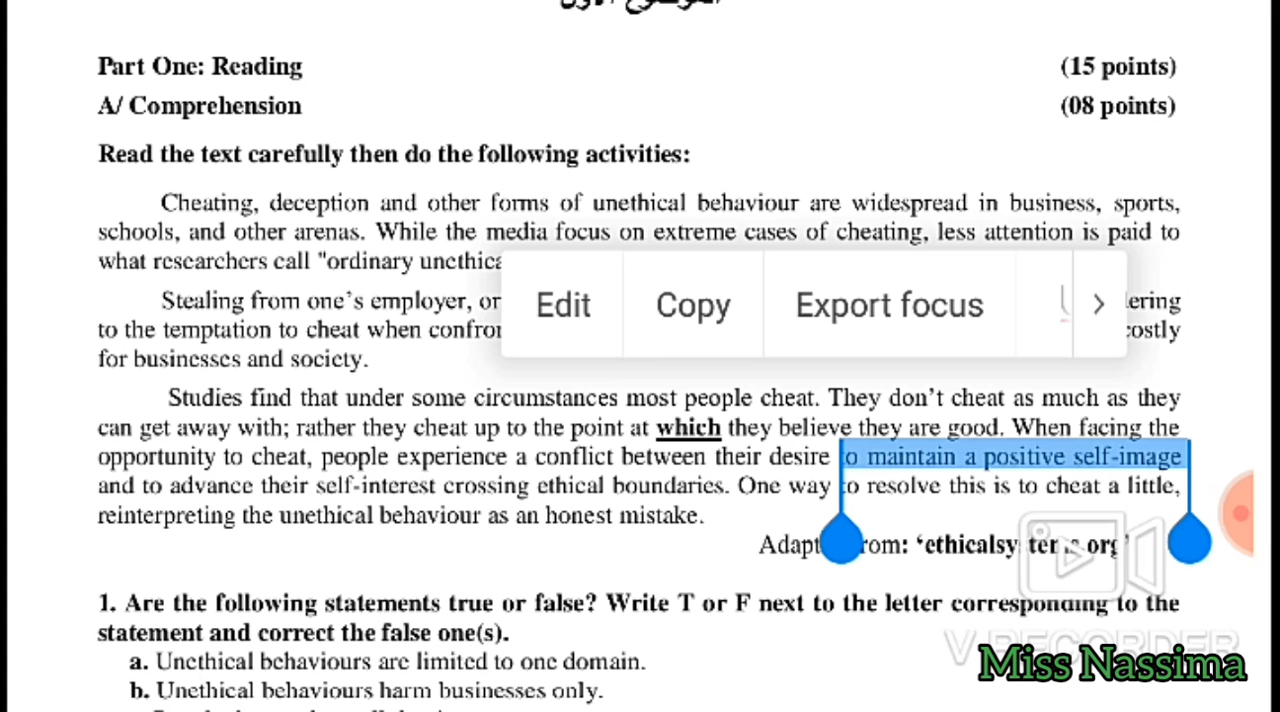 الموضوع الأول
Part One: Reading (15 points)
A/ Comprehension (08 points)
Read the text carefully then do the following activities:
Cheating, deception and other forms of unethical behaviour are widespread in business, sports,
schools, and other arenas. While the media focus on extreme cases of cheating, less attention is paid to
what researchers call "ordinary unethica
Stealing from one's employer, or ering
to the temptation to cheat when confron costly
for businesses and society.
Edit Copy Export focus
Studies find that under some circumstances most people cheat. They don't cheat as much as they
can get away with; rather they cheat up to the point at which they believe they are good. When facing the
opportunity to cheat, people experience a conflict between their desire to maintain a positive self-image
and to advance their self-interest crossing ethical boundaries. One way to resolve this is to cheat a little,
reinterpreting the unethical behaviour as an honest mistake.
Adapt rom: 'ethicalsystems.org'
1. Are the following statements true or false? Write T or F next to the letter corresponding to the
statement and correct the false one(s).
a. Unethical behaviours are limited to one domain.
V RECORDER
Miss Nassima
b. Unethical behaviours harm businesses only.